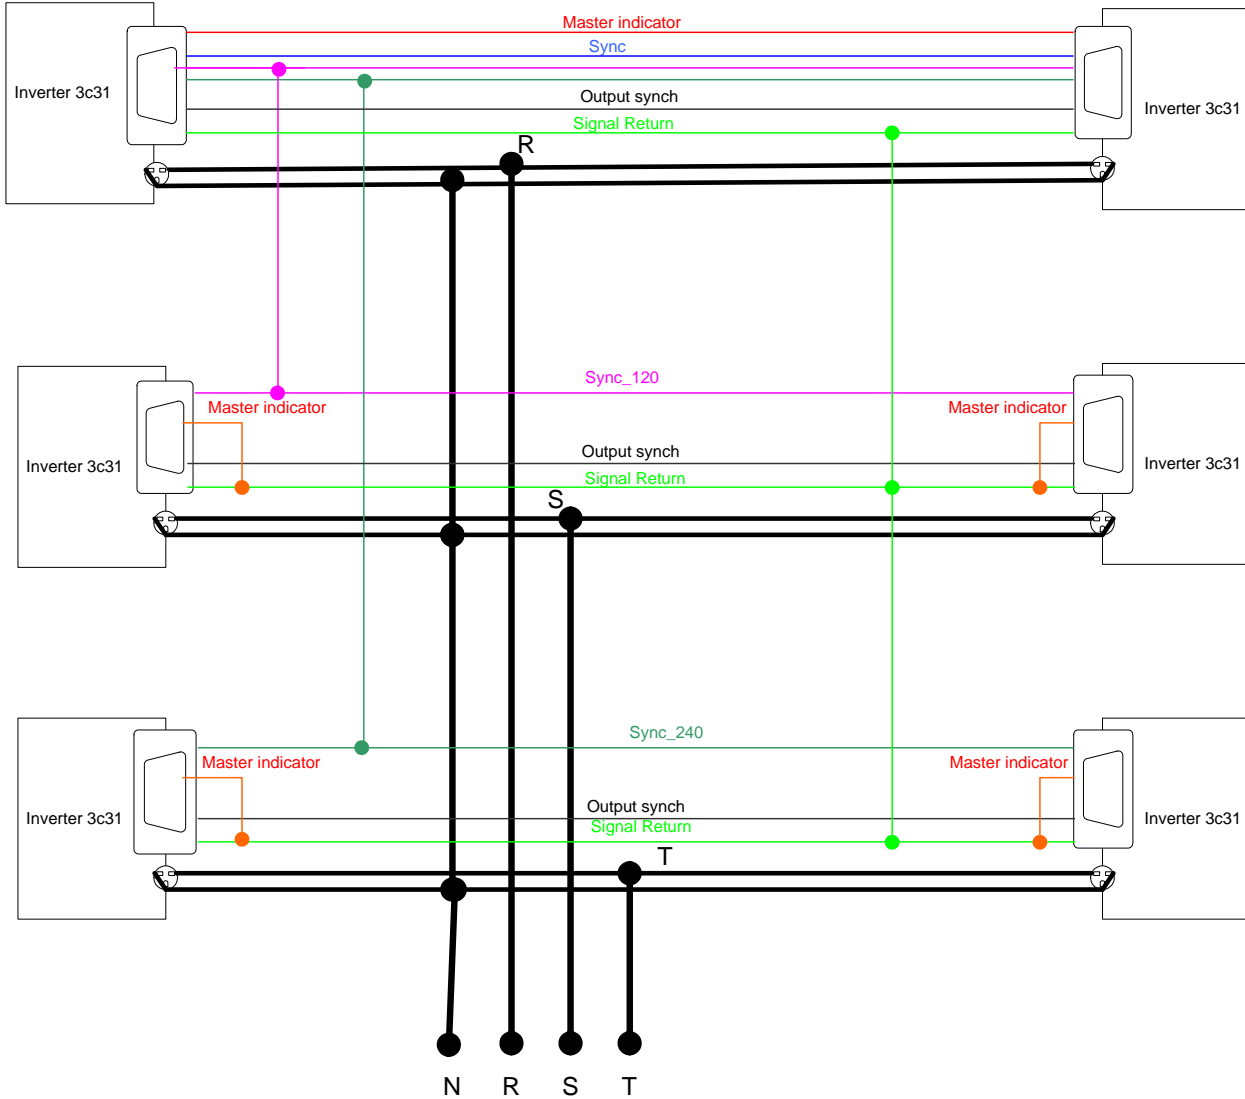 Master indicator
Sync
Inverter 3c31
Output synch
Inverter 3c31
Signal Return
R
Sync_120
Master indicator
Master indicator
Output synch
Inverter 3c31
Inverter 3c31
Signal Return
S
Sync_240
Master indicator
Master indicator
Output synch
Inverter 3c31
Inverter 3c31
Signal Return
T
N R S T